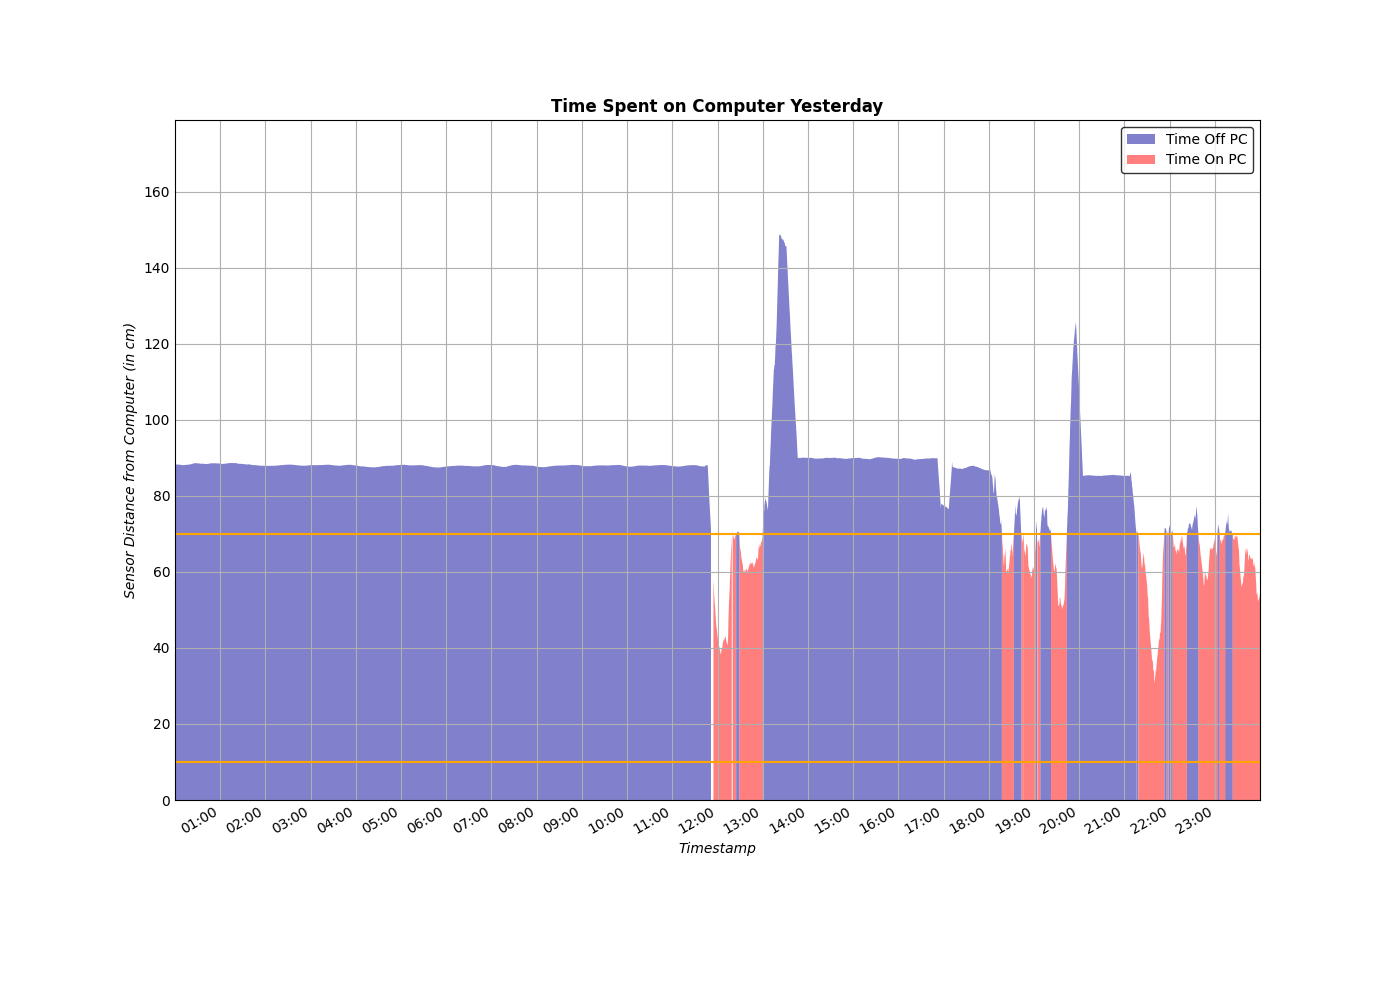 Time Spent on Computer Yesterday
Time Off PC
Time On PC
160
140
120
100
80
60
40
20
0
Sensor Distance from Computer (in cm)
01:00 02:00 03:00 04:00 05:00 06:00 07:00 08:00 09:00 10:00 11:00 12:00 13:00 14:00 15:00 16:00 17:00 18:00 19:00 20:00 21:00 22:00 23:00
Timestamp